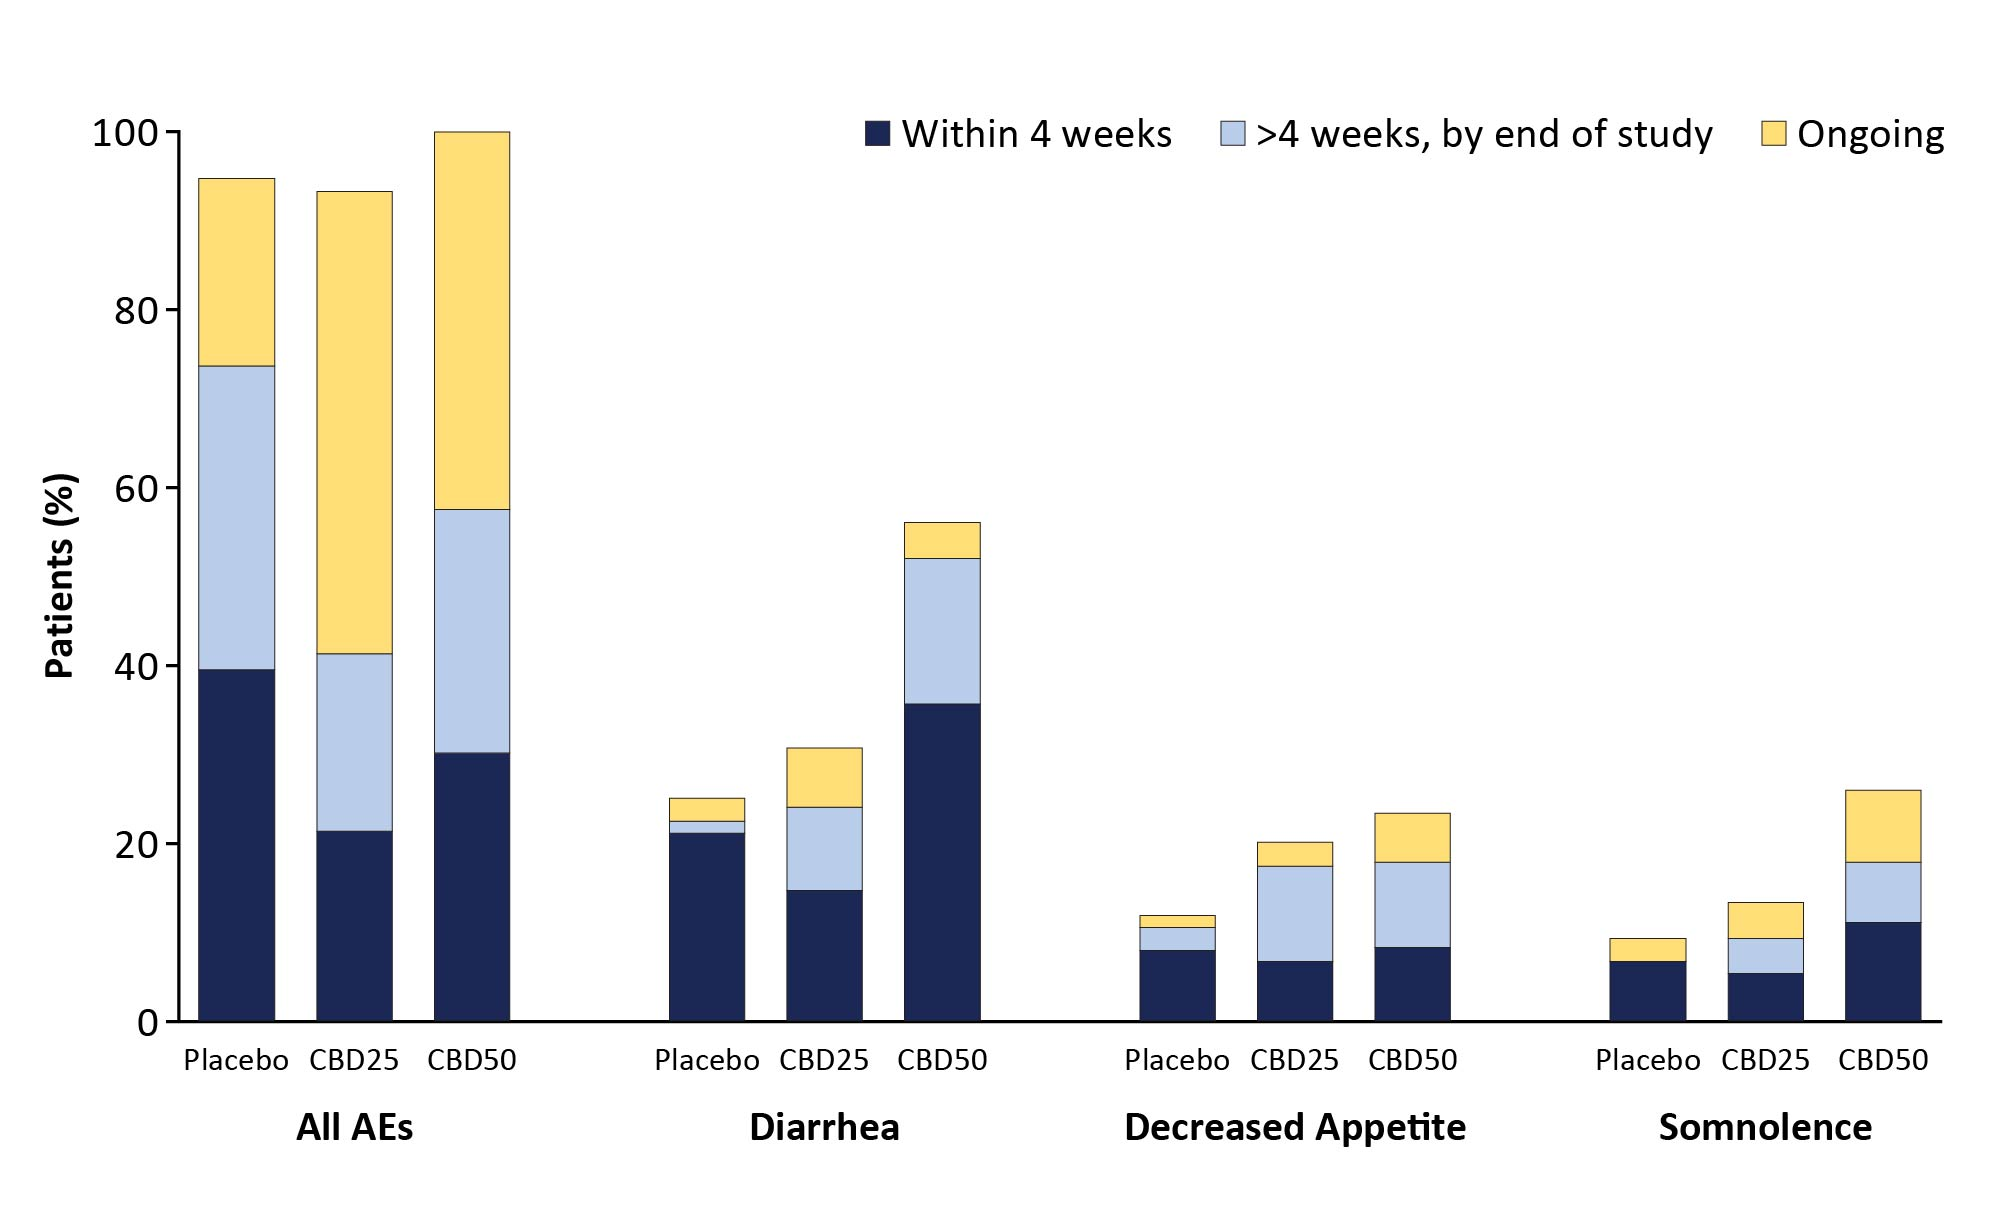 Within 4 weeks >4 weeks, by end of study Ongoing
Patients (%)
100
80
60
40
20
0
Placebo CBD25 CBD50 Placebo CBD25 CBD50 Placebo CBD25 CBD50 Placebo CBD25 CBD50
All AEs Diarrhea Decreased Appetite Somnolence